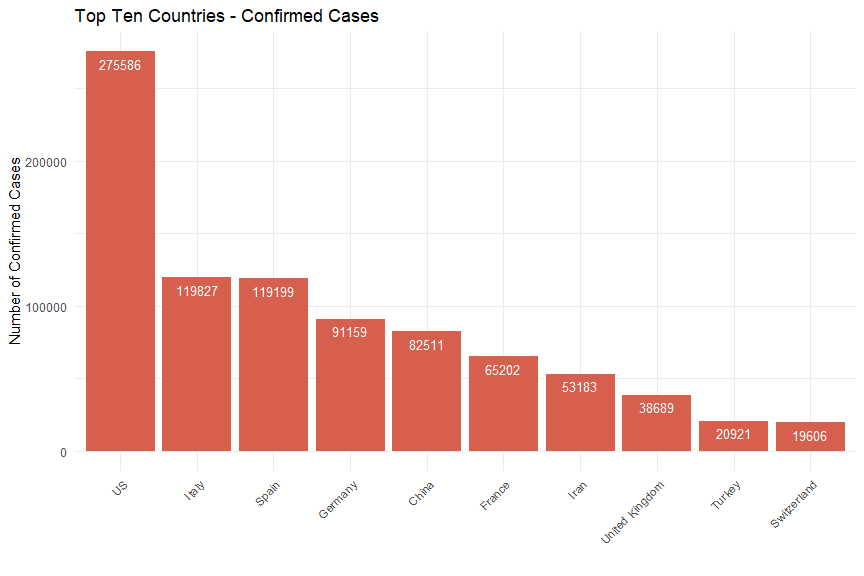 Top Ten Countries - Confirmed Cases
Number of Confirmed Cases
200000
100000
0
275586
119827
119199
91159
82511
65202
53183
38689
20921
19606
US
Italy
Spain
Germany
China
France
Iran
United Kingdom
Turkey
Switzerland